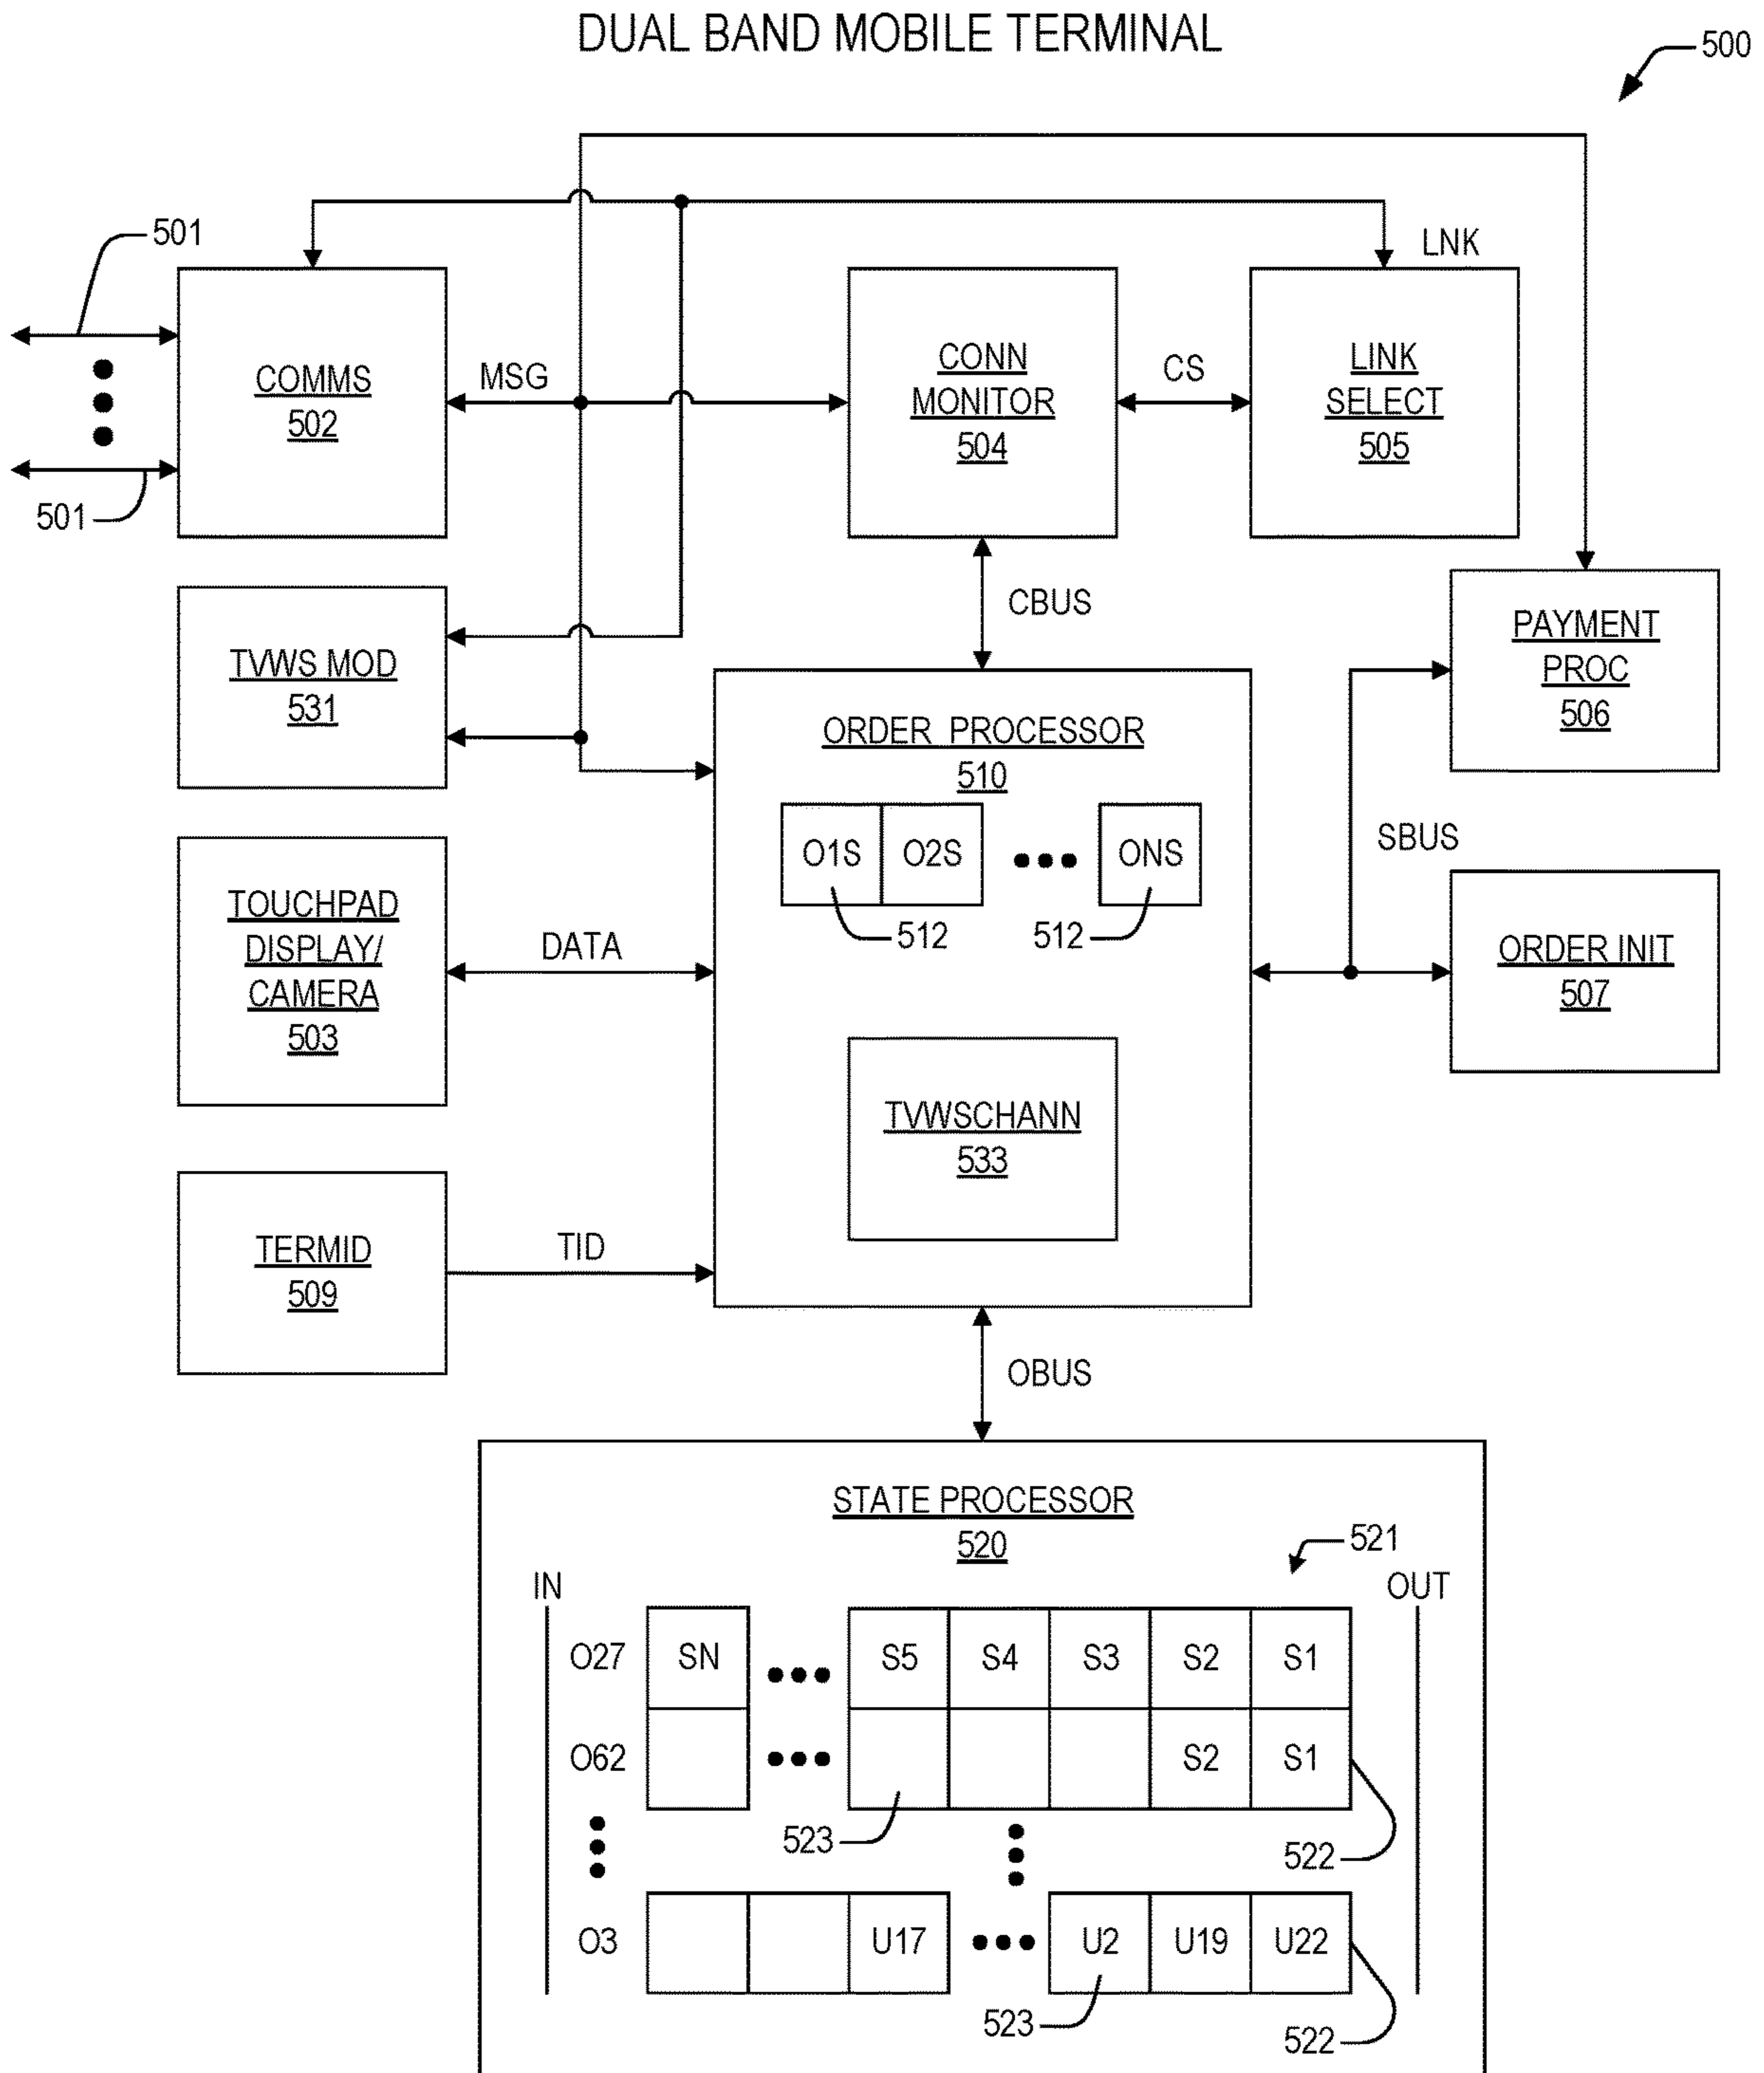 DUAL BAND MOBILE TERMINAL
500
501
LNK
COMMS
502
MSG
CONN
MONITOR
504
CS
LINK
SELECT
505
501
CBUS
TVWS MOD
531
PAYMENT
PROC
506
ORDER PROCESSOR
510
O1S O2S ONS
512 512
SBUS
TOUCHPAD
DISPLAY/
CAMERA
503
DATA
ORDER INIT
507
TVWSCHANN
533
TERMID
509
TID
OBUS
STATE PROCESSOR
520
521
IN OUT
O27 SN S5 S4 S3 S2 S1
O62 S2 S1
523 522
O3 U17 U2 U19 U22
523 522